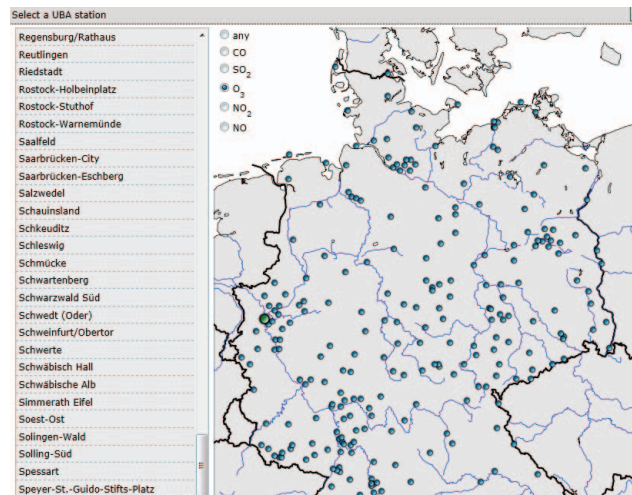 Select a UBA station
Regensburg/Rathaus
Reutlingen
Riedstadt
Rostock-Holbeinplatz
Rostock-Stuthof
Rostock-Warnemünde
Saalfeld
Saarbrücken-City
Saarbrücken-Eschberg
Salzwedel
Schauinsland
Schkeuditz
Schleswig
Schmücke
Schwartenberg
Schwarzwald Süd
Schwedt (Oder)
Schweinfurt/Obertor
Schwerte
Schwäbisch Hall
Schwäbische Alb
Simmerath Eifel
Soest-Ost
Solingen-Wald
Solling-Süd
Spessart
Speyer-St.-Guido-Stifts-Platz
any
CO
SO2
O3
NO2
NO